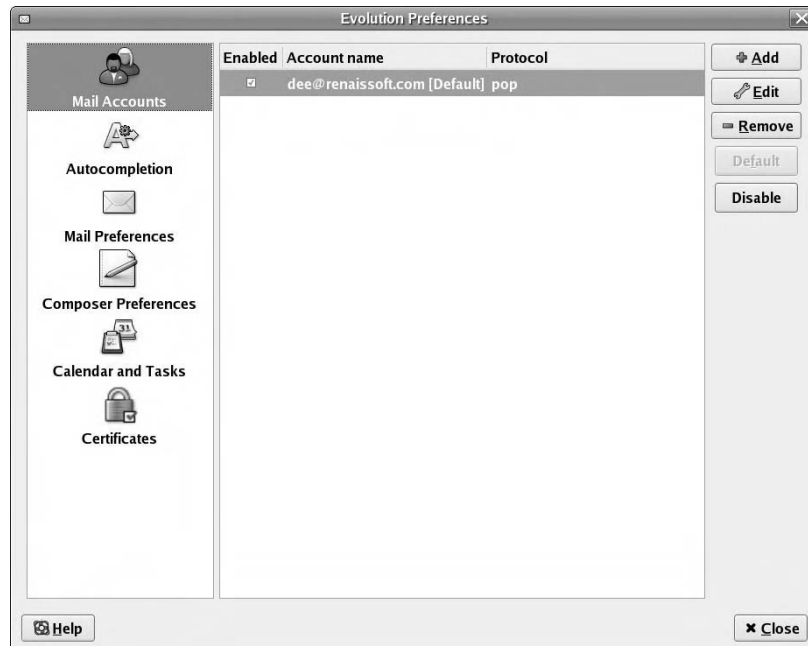 Evolution Preferences
Mail Accounts
Autocompletion
Mail Preferences
31
Composer Preferences
Calendar and Tasks
Certificates
Enabled Account name Protocol
dee@renaissoft.com [Default] pop
Add
Edit
Remove
Default
Disable
Help
Close